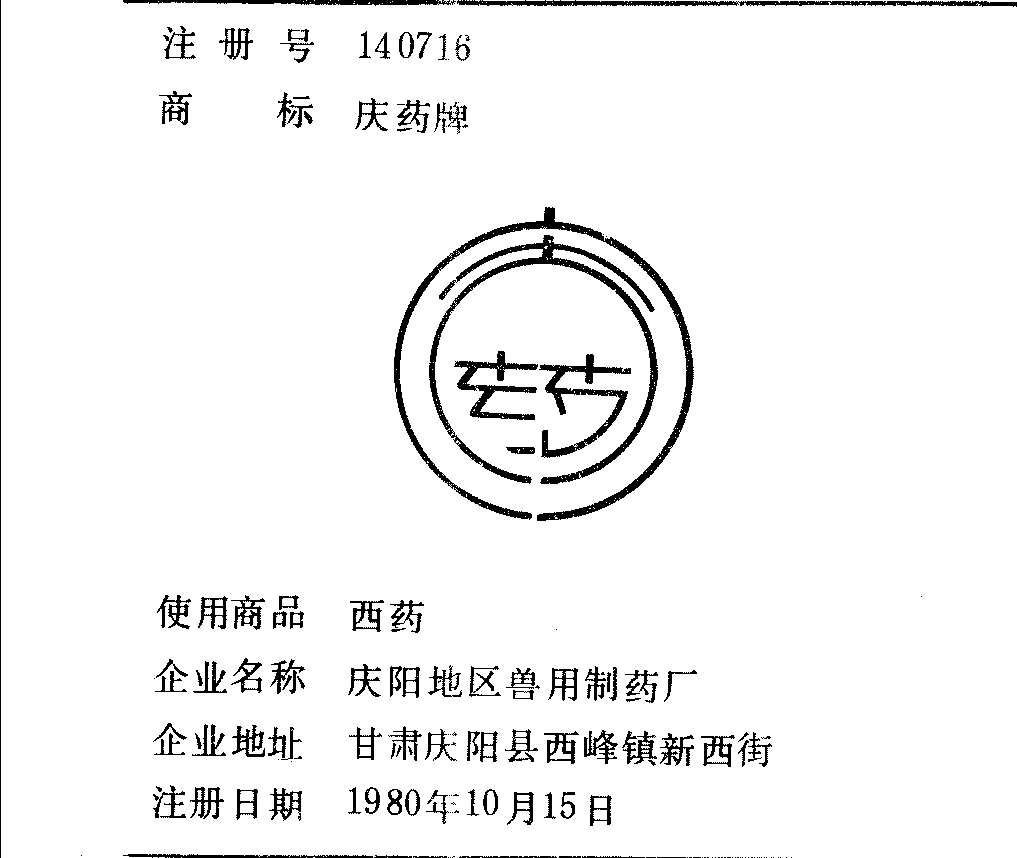 注册号 140716
商标 庆药牌
药
使用商品 西药
企业名称 庆阳地区兽用制药厂
企业地址 甘肃庆阳县西峰镇新西街
注册日期 1980年10月15日